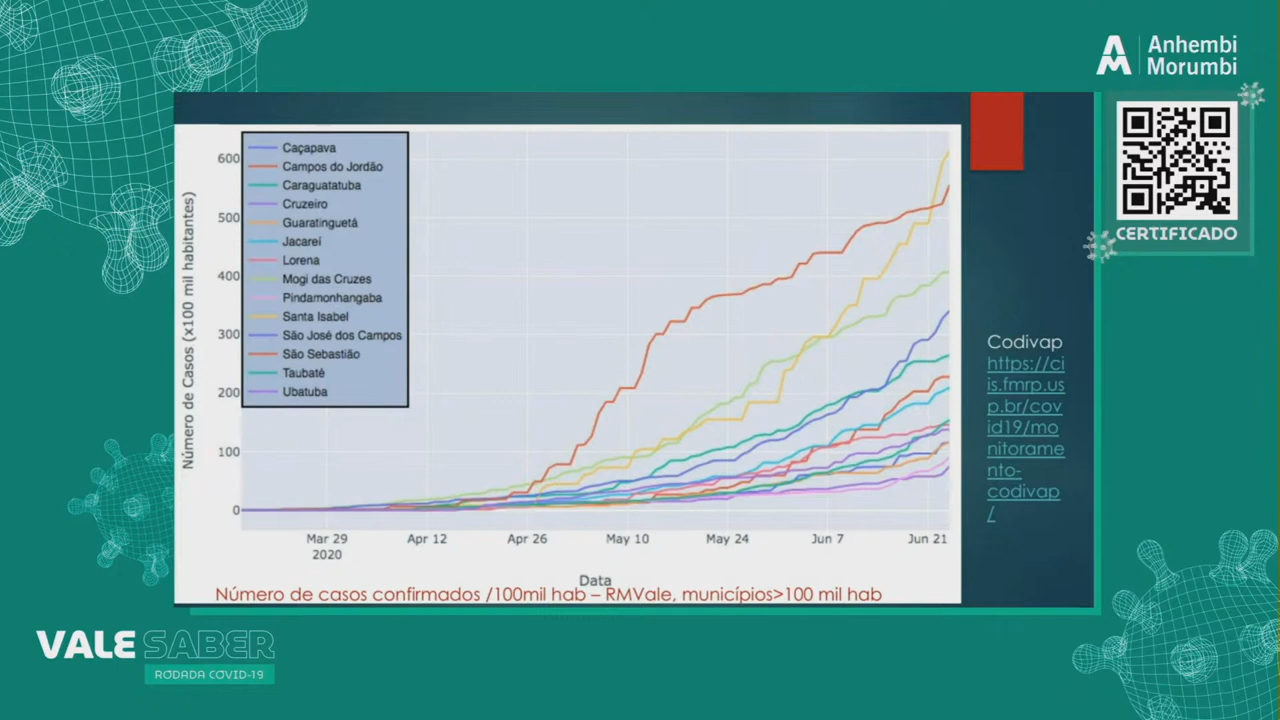 Anhembi
Morumbi
CERTIFICADO
Número de Casos (x100 mil habitantes)
600
500
400
300
200
100
0
Caçapava
Campos do Jordão
Caraguatatuba
Cruzeiro
Guaratinguetá
Jacareí
Lorena
Mogi das Cruzes
Pindamonhangaba
Santa Isabel
São José dos Campos
São Sebastião
Taubaté
Ubatuba
Mar 29
2020
Apr 12
Apr 26
May 10
May 24
Jun 7
Jun 21
Data
Número de casos confirmados /100mil hab – RMVale, municípios>100 mil hab
Codivap
https://ci
is.fmrp.us
p.br/cov
id19/mo
nitorame
nto-
codivap
/
VALE SABER
RODADA COVID-19